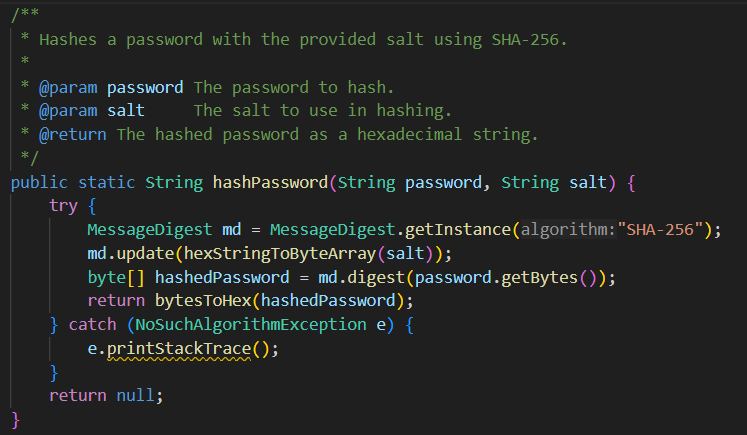 /**
 * Hashes a password with the provided salt using SHA-256.
 *
 * @param password The password to hash.
 * @param salt     The salt to use in hashing.
 * @return The hashed password as a hexadecimal string.
 */
public static String hashPassword(String password, String salt) {
    try {
        MessageDigest md = MessageDigest.getInstance(algorithm:"SHA-256");
        md.update(hexStringToByteArray(salt));
        byte[] hashedPassword = md.digest(password.getBytes());
        return bytesToHex(hashedPassword);
    } catch (NoSuchAlgorithmException e) {
        e.printStackTrace();
    }
    return null;
}